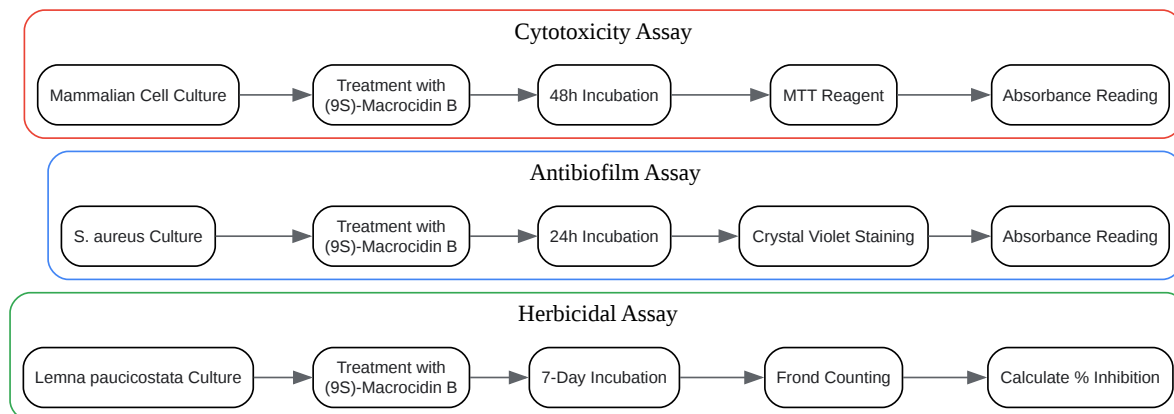 Cytotoxicity Assay
Mammalian Cell Culture
Treatment with
(9S)-Macrocidin B
48h Incubation
MTT Reagent
Absorbance Reading
Antibiofilm Assay
S. aureus Culture
Treatment with
(9S)-Macrocidin B
24h Incubation
Crystal Violet Staining
Absorbance Reading
Herbicidal Assay
Lemna paucicostata Culture
Treatment with
(9S)-Macrocidin B
7-Day Incubation
Frond Counting
Calculate % Inhibition